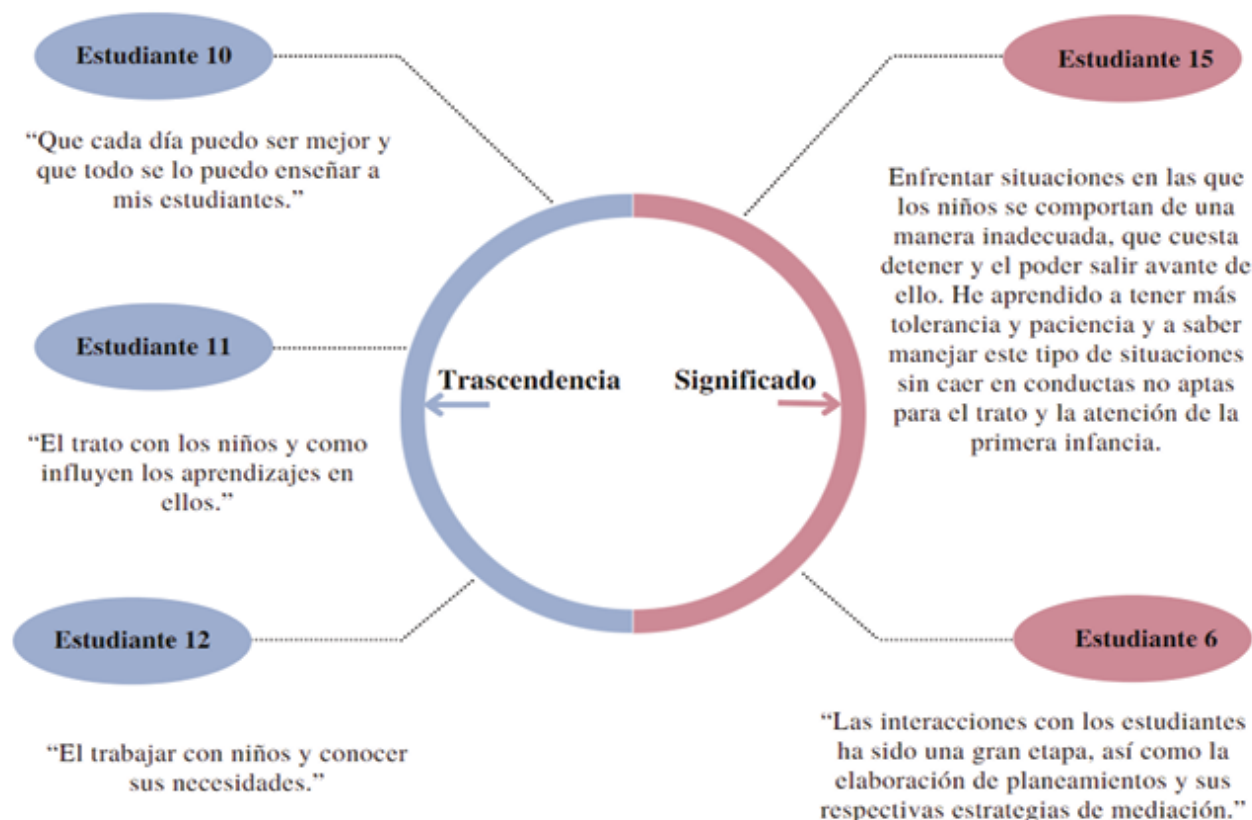 Estudiante 10
“Que cada día puedo ser mejor y
que todo se lo puedo enseñar a
mis estudiantes.”
Estudiante 11
“El trato con los niños y como
influyen los aprendizajes en
ellos.”
Estudiante 12
“El trabajar con niños y conocer
sus necesidades.”
Trascendencia
Significado
Estudiante 15
Enfrentar situaciones en las que
los niños se comportan de una
manera inadecuada, que cuesta
detener y el poder salir avante de
ello. He aprendido a tener más
tolerancia y paciencia y a saber
manejar este tipo de situaciones
sin caer en conductas no aptas
para el trato y la atención de la
primera infancia.
Estudiante 6
“Las interacciones con los estudiantes
ha sido una gran etapa, así como la
elaboración de planeamientos y sus
respectivas estrategias de mediación.”